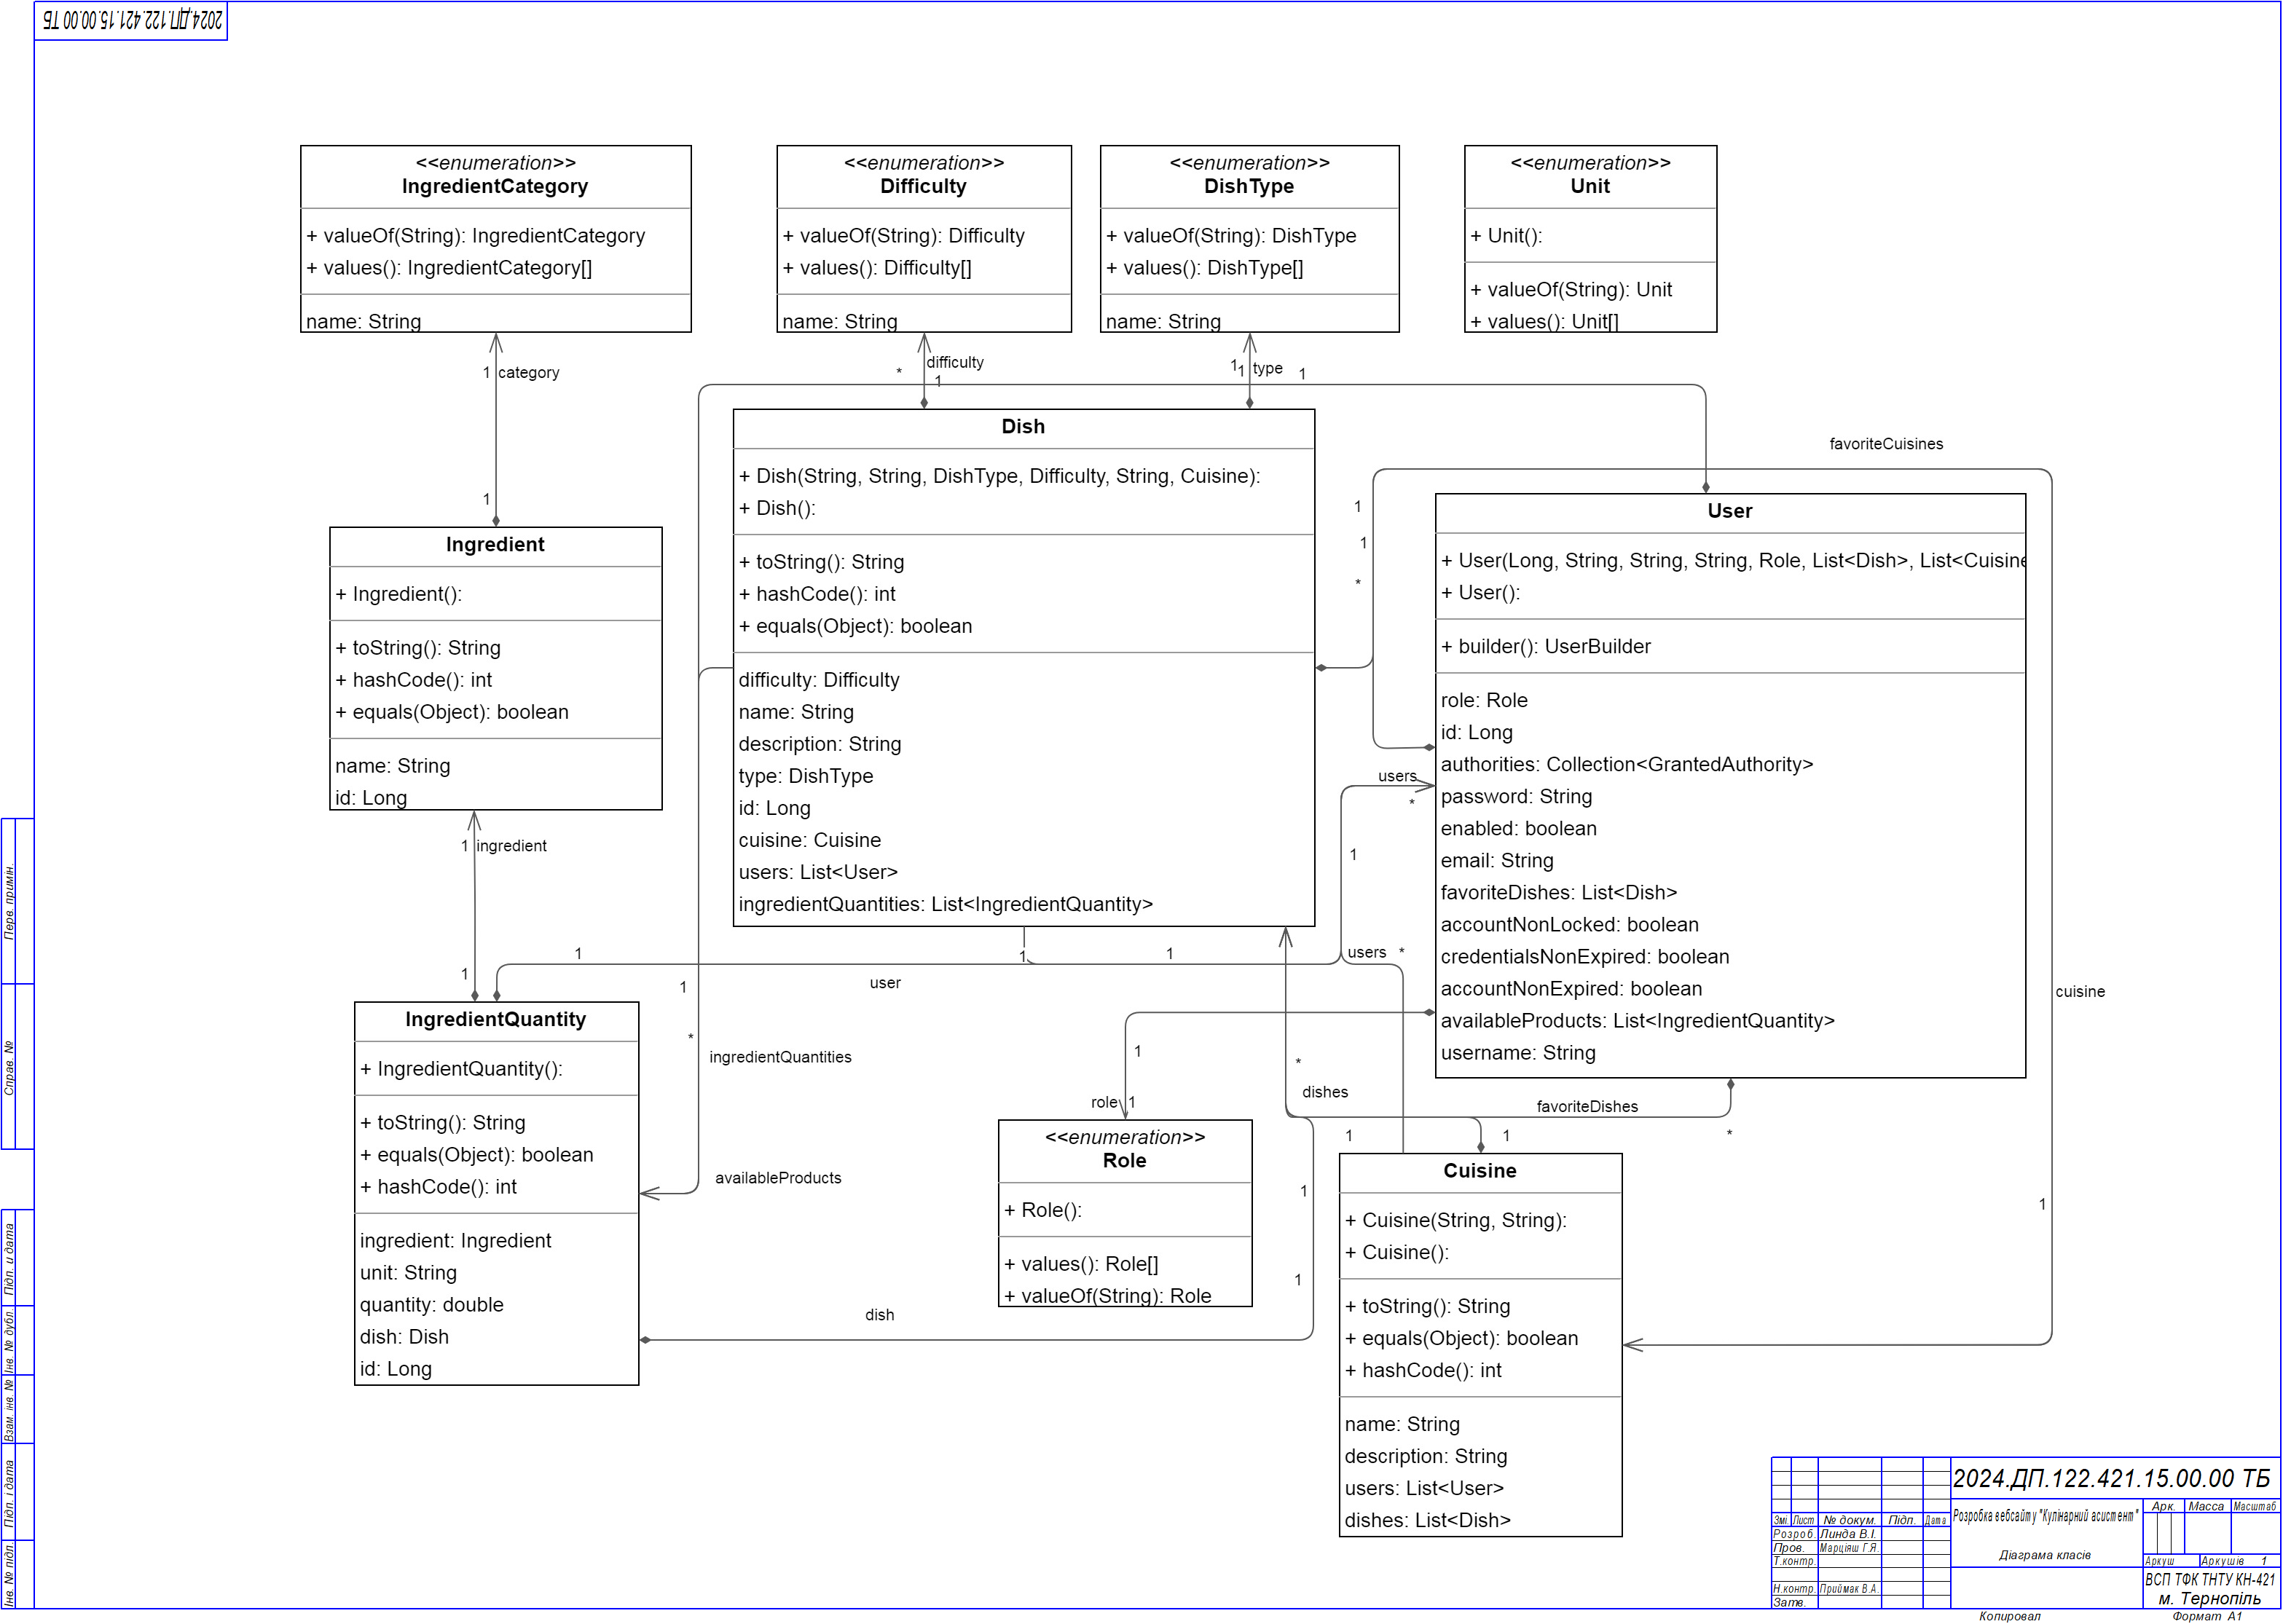 2024.ДП.122.421.15.00.00 ТБ
<<enumeration>>
IngredientCategory
+ valueOf(String): IngredientCategory
+ values(): IngredientCategory[]
name: String
<<enumeration>>
Difficulty
+ valueOf(String): Difficulty
+ values(): Difficulty[]
name: String
<<enumeration>>
DishType
+ valueOf(String): DishType
+ values(): DishType[]
name: String
<<enumeration>>
Unit
+ Unit():
+ valueOf(String): Unit
+ values(): Unit[]
1 category
1
* difficulty
1
1 1 type
1
favoriteCuisines
Dish
+ Dish(String, String, DishType, Difficulty, String, Cuisine):
+ Dish():
+ toString(): String
+ hashCode(): int
+ equals(Object): boolean
difficulty: Difficulty
name: String
description: String
type: DishType
id: Long
cuisine: Cuisine
users: List<User>
ingredientQuantities: List<IngredientQuantity>
1
1
*
User
+ User(Long, String, String, String, Role, List<Dish>, List<Cuisine
+ User():
+ builder(): UserBuilder
role: Role
id: Long
authorities: Collection<GrantedAuthority>
password: String
enabled: boolean
email: String
favoriteDishes: List<Dish>
accountNonLocked: boolean
credentialsNonExpired: boolean
accountNonExpired: boolean
availableProducts: List<IngredientQuantity>
username: String
Ingredient
+ Ingredient():
+ toString(): String
+ hashCode(): int
+ equals(Object): boolean
name: String
id: Long
1 ingredient
1
users
*
1
users *
1
1
1
user
1
*
ingredientQuantities
availableProducts
cuisine
1
IngredientQuantity
+ IngredientQuantity():
+ toString(): String
+ equals(Object): boolean
+ hashCode(): int
ingredient: Ingredient
unit: String
quantity: double
dish: Dish
id: Long
1
role 1
*
dishes
favoriteDishes
1
1
*
1
1
dish
<<enumeration>>
Role
+ Role():
+ values(): Role[]
+ valueOf(String): Role
Cuisine
+ Cuisine(String, String):
+ Cuisine():
+ toString(): String
+ equals(Object): boolean
+ hashCode(): int
name: String
description: String
users: List<User>
dishes: List<Dish>
Перв. примін.
Справ. №
Підп. и дата
Інв. № дубл.
Взам. інв. №
Підп. і дата
Інв. № підп.
2024.ДП.122.421.15.00.00 ТБ
Змі. Лист № докум. Підп. Дата
Розроб. Линда В.І.
Пров. Марціяш Г.Я.
Т.контр.
Н.контр. Приймак В.А.
Затв.
Розробка вебсайту "Кулінарний асистент"
Діаграма класів
Арк. Масса Масштаб
Аркуш Аркушів 1
ВСП ТФК ТНТУ КН-421
м. Тернопіль
Копировал Формат А1